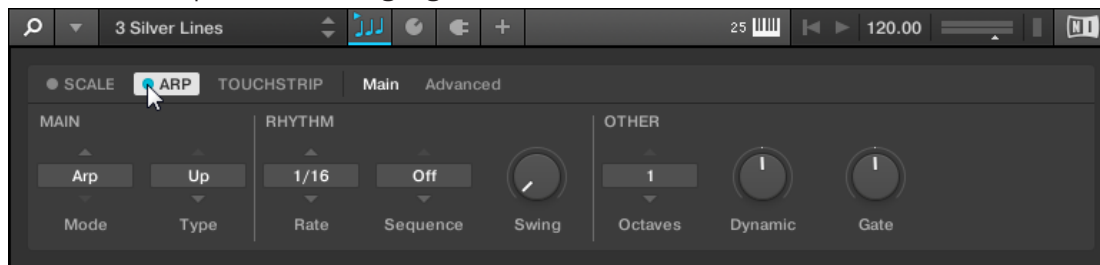 3 Silver Lines 25 120.00 NI
SCALE ARP TOUCHSTRIP Main Advanced
MAIN RHYTHM OTHER
Arp Up 1/16 Off 1
Mode Type Rate Sequence Swing Octaves Dynamic Gate